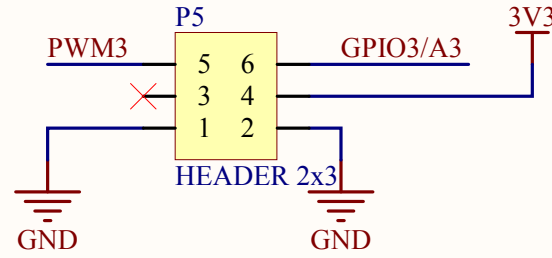 P5 3V3
PWM3 5 6 GPIO3/A3
3 4
1 2
HEADER 2x3
GND GND